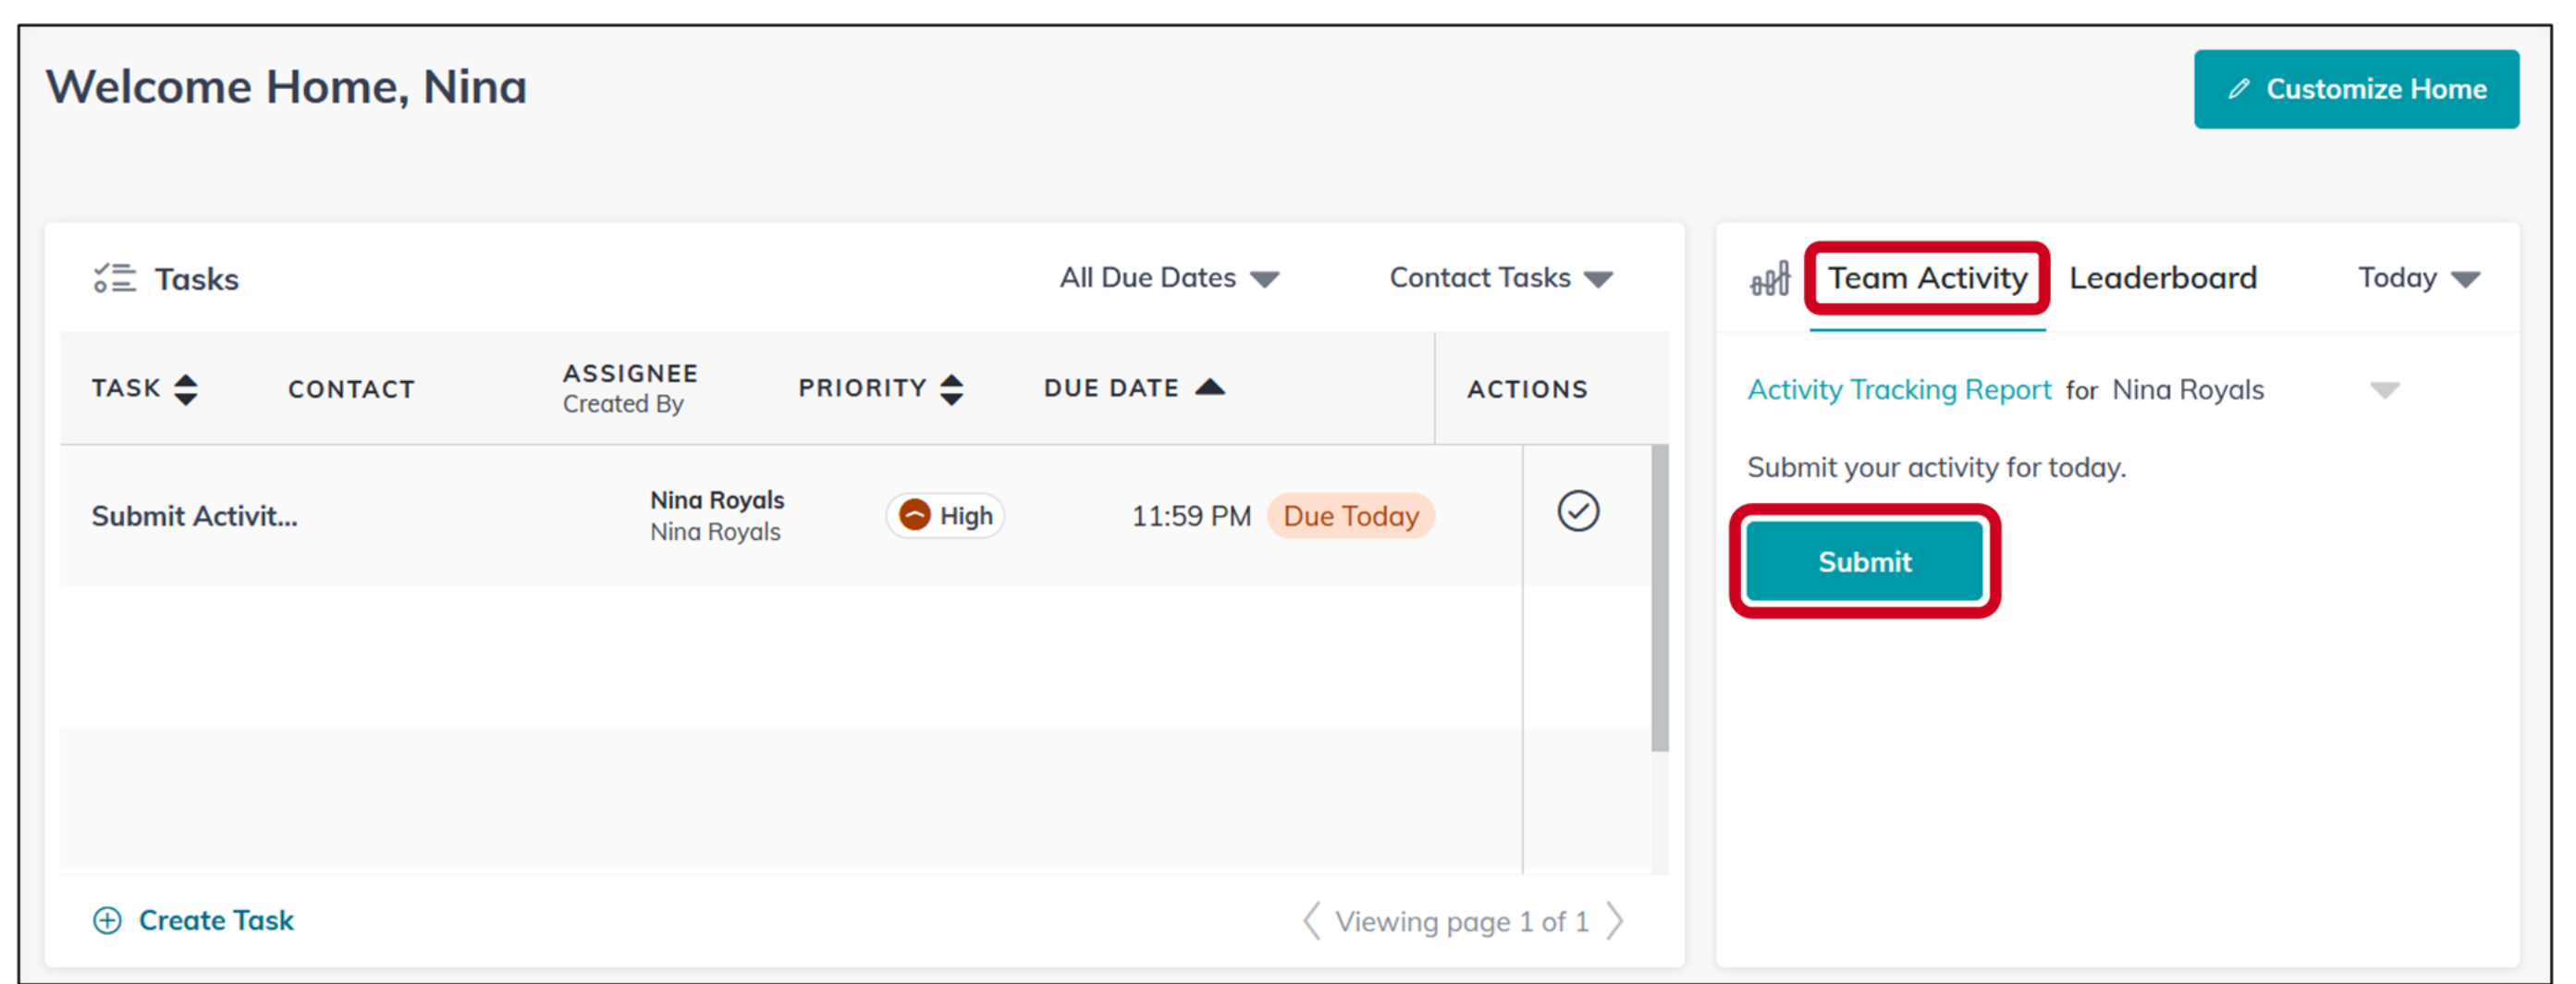 Welcome Home, Nina
Customize Home
Tasks
All Due Dates
Contact Tasks
TASK
CONTACT
ASSIGNEE
Created By
PRIORITY
DUE DATE
ACTIONS
Submit Activit...
Nina Royals
Nina Royals
High
11:59 PM
Due Today
Create Task
Viewing page 1 of 1
Team Activity
Leaderboard
Today
Activity Tracking Report for Nina Royals
Submit your activity for today.
Submit